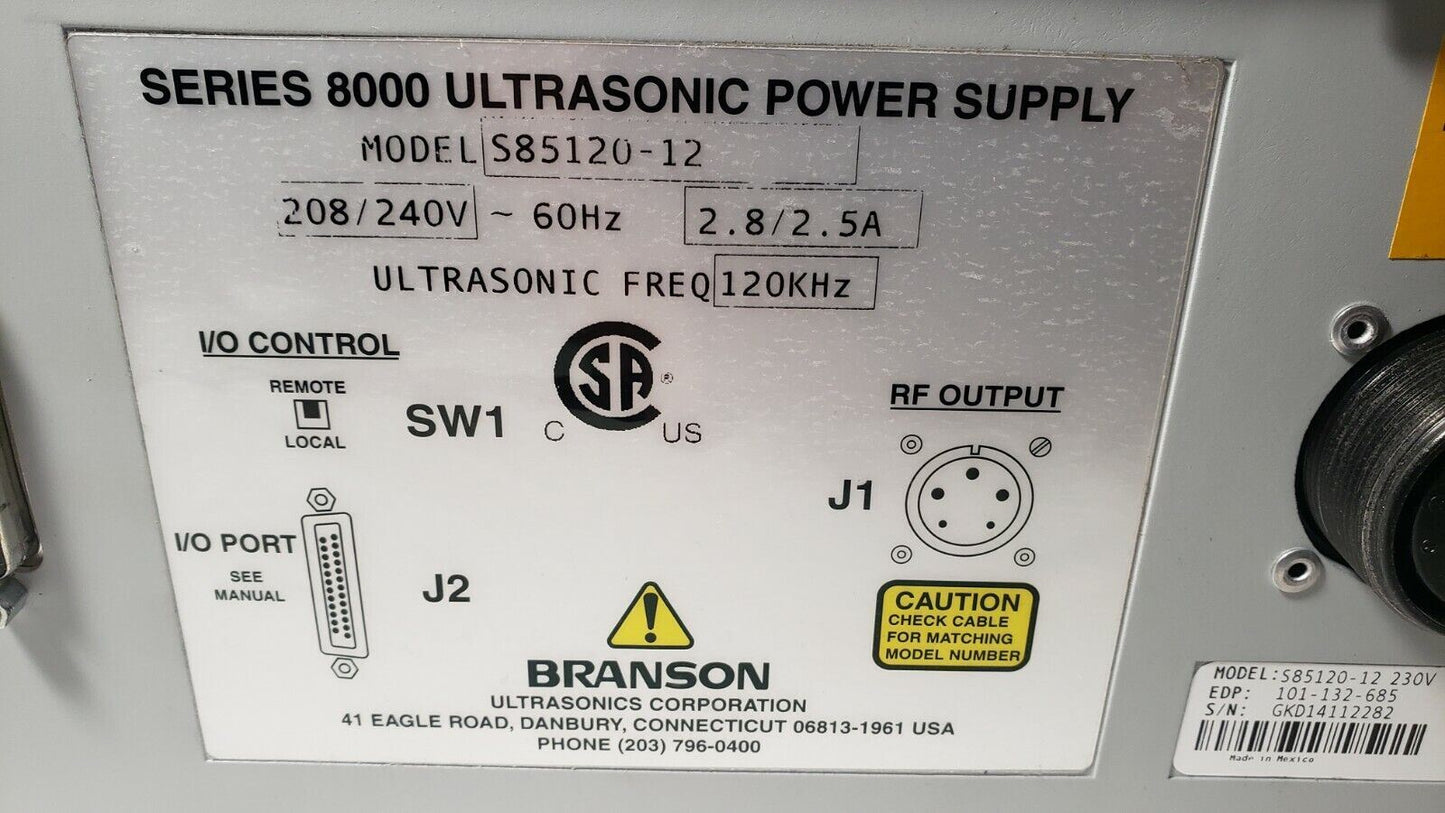 SERIES 8000 ULTRASONIC POWER SUPPLY
MODEL S85120-12
208/240V ~ 60Hz 2.8/2.5A
ULTRASONIC FREQ 120KHz
I/O CONTROL
REMOTE
LOCAL
SW1
SA®
C US
RF OUTPUT
J1
I/O PORT
SEE
MANUAL
J2
!
CAUTION
CHECK CABLE
FOR MATCHING
MODEL NUMBER
BRANSON
ULTRASONICS CORPORATION
41 EAGLE ROAD, DANBURY, CONNECTICUT 06813-1961 USA
PHONE (203) 796-0400
MODEL: S85120-12 230V
EDP: 101-132-685
S/N: GKD14112282
Made in Mexico